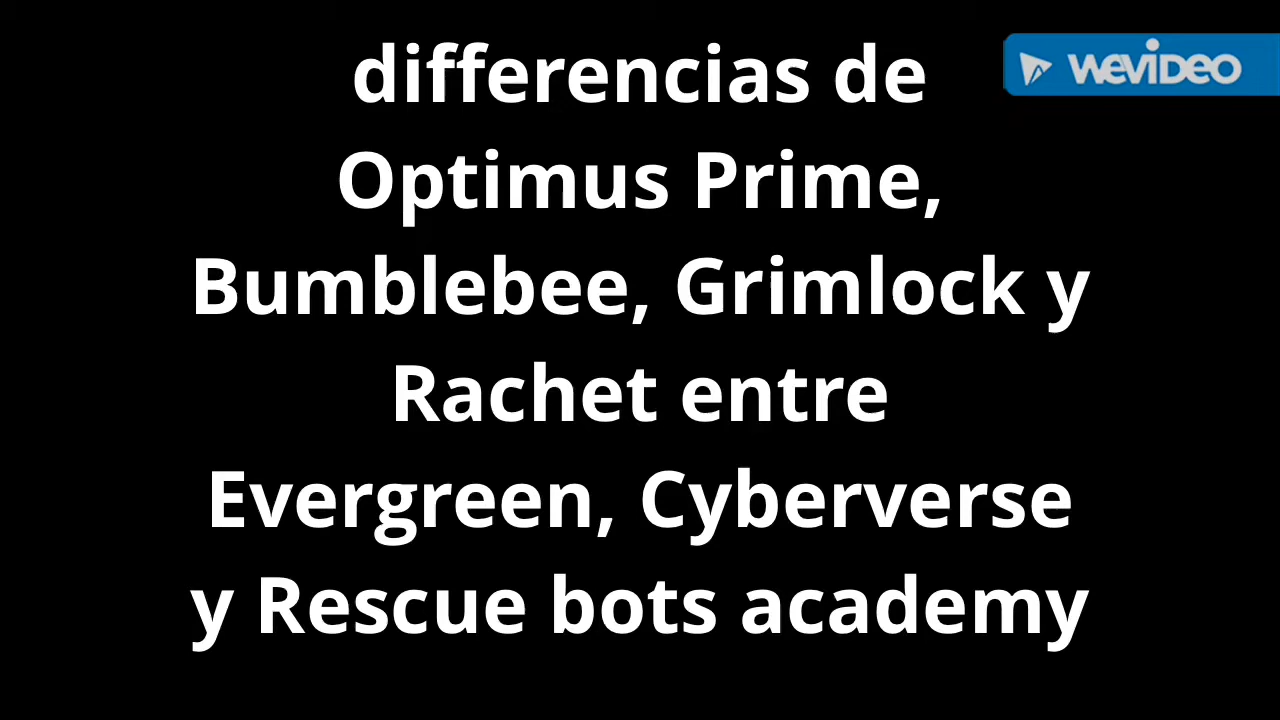 differencias de
WEVIDEO
Optimus Prime,
Bumblebee, Grimlock y
Rachet entre
Evergreen, Cyberverse
y Rescue bots academy